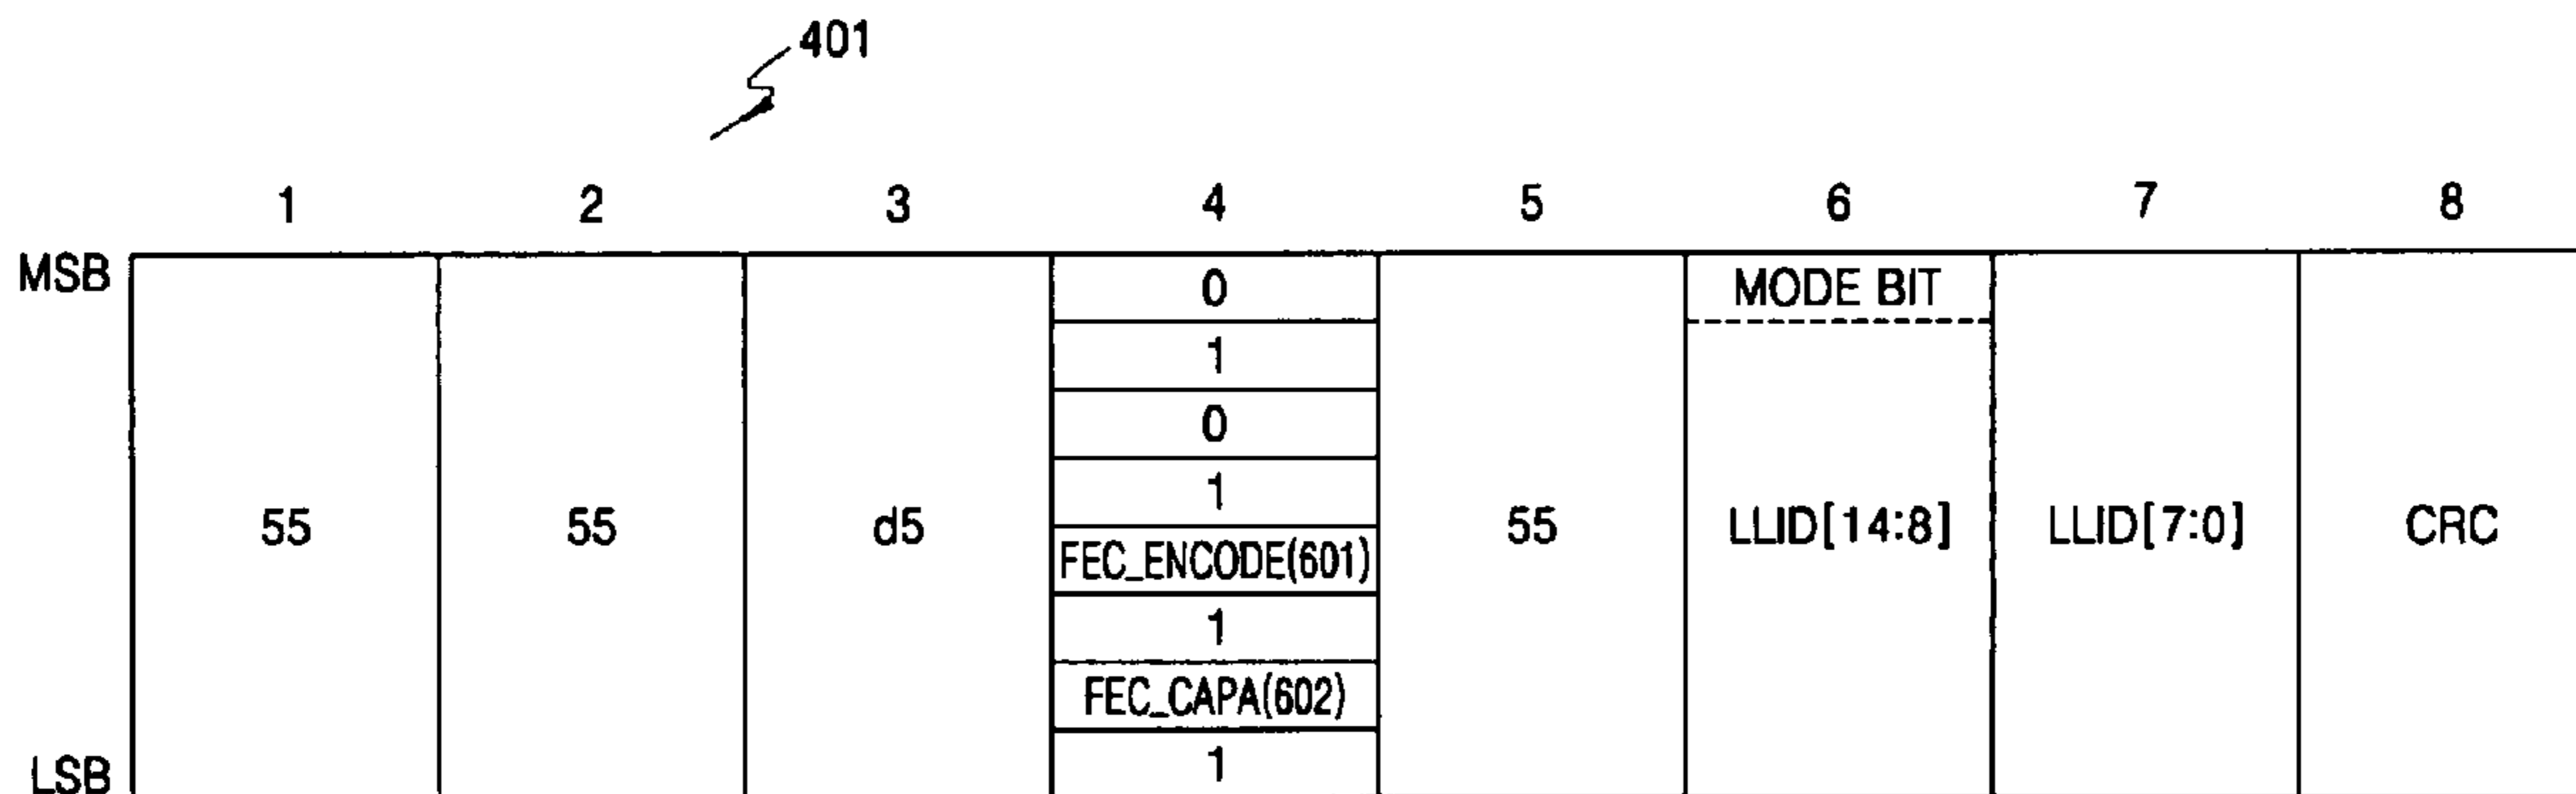 401
1 2 3 4 5 6 7 8
MSB 0 MODE BIT
1
0
1
55 55 d5 55 LLID[14:8] LLID[7:0] CRC
FEC_ENCODE(601)
1
FEC_CAPA(602)
LSB 1